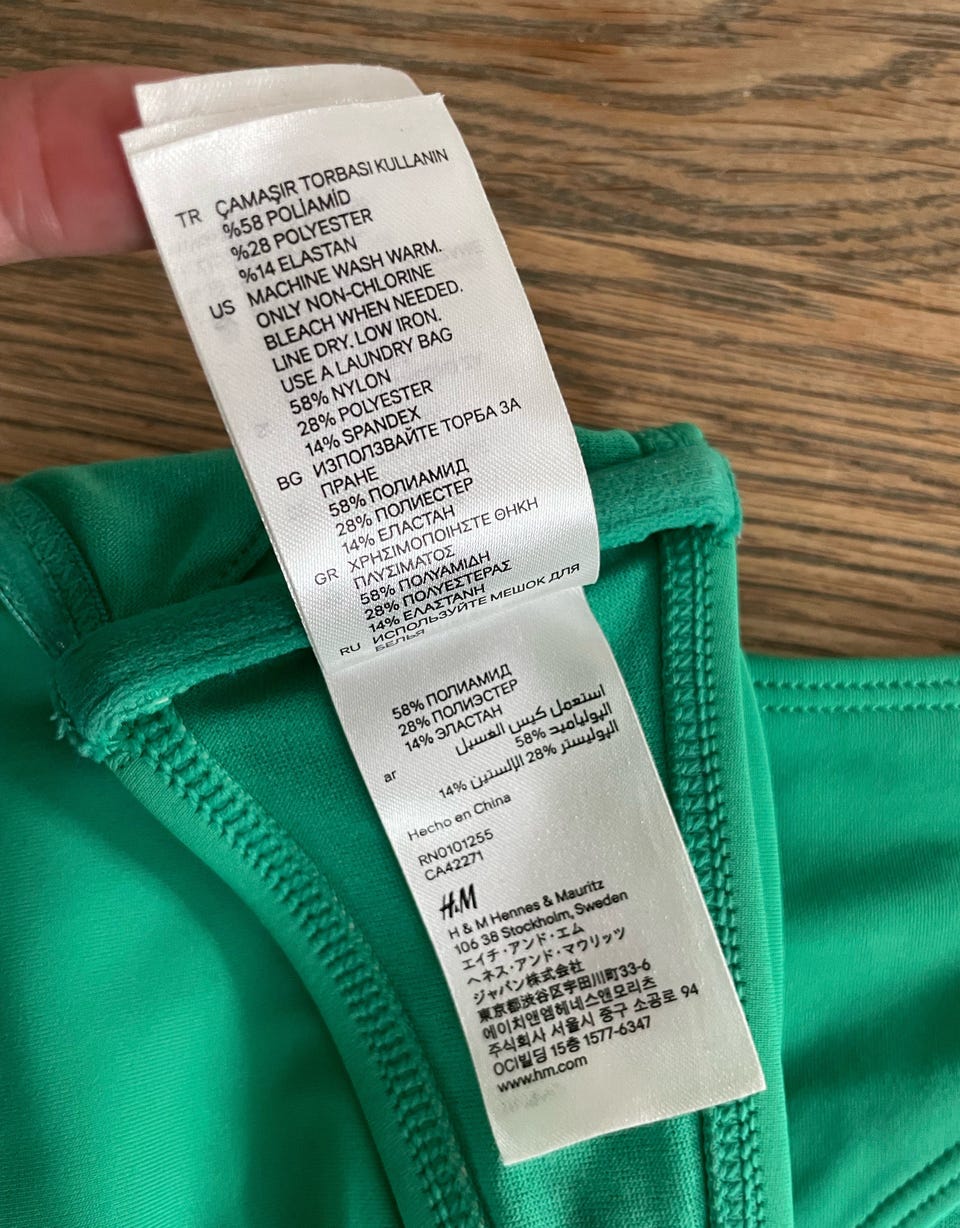 TR ÇAMAŞIR TORBASI KULLANIN
%58 POLİAMİD
%28 POLYESTER
%14 ELASTAN
US MACHINE WASH WARM.
ONLY NON-CHLORINE
BLEACH WHEN NEEDED.
LINE DRY. LOW IRON.
USE A LAUNDRY BAG
58% NYLON
28% POLYESTER
14% SPANDEX
BG ИЗПОЛЗВАЙТЕ ТОРБА ЗА
ПРАНЕ
58% ПОЛИАМИД
28% ПОЛИЕСТЕР
14% ЕЛАСТАН
GR ΧΡΗΣΙΜΟΠΟΙΗΣΤΕ ΘΗΚΗ
ΠΛΥΣΙΜΑΤΟΣ
58% ΠΟΛΥΑΜΙΔΗ
28% ΠΟΛΥΕΣΤΕΡΑΣ
14% ΕΛΑΣΤΑΝΗ
RU ИСПОЛЬЗУЙТЕ МЕШОК ДЛЯ
БЕЛЬЯ
58% ПОЛИАМИД
28% ПОЛИЭСТЕР
14% ЭЛАСТАН
ar استعمل كيس الغسيل
البولياميد 58%
البوليستر 28% الإلستين 14%
Hecho en China
RN0101255
CA42271
H&M
H & M Hennes & Mauritz
106 38 Stockholm, Sweden
エイチ・アンド・エム
ヘネス・アンド・マウリッツ
ジャパン株式会社
東京都渋谷区宇田川町33-6
에이치앤엠헤네스앤모리츠
주식회사 서울시 중구 소공로 94
OCI빌딩 15층 1577-6347
www.hm.com